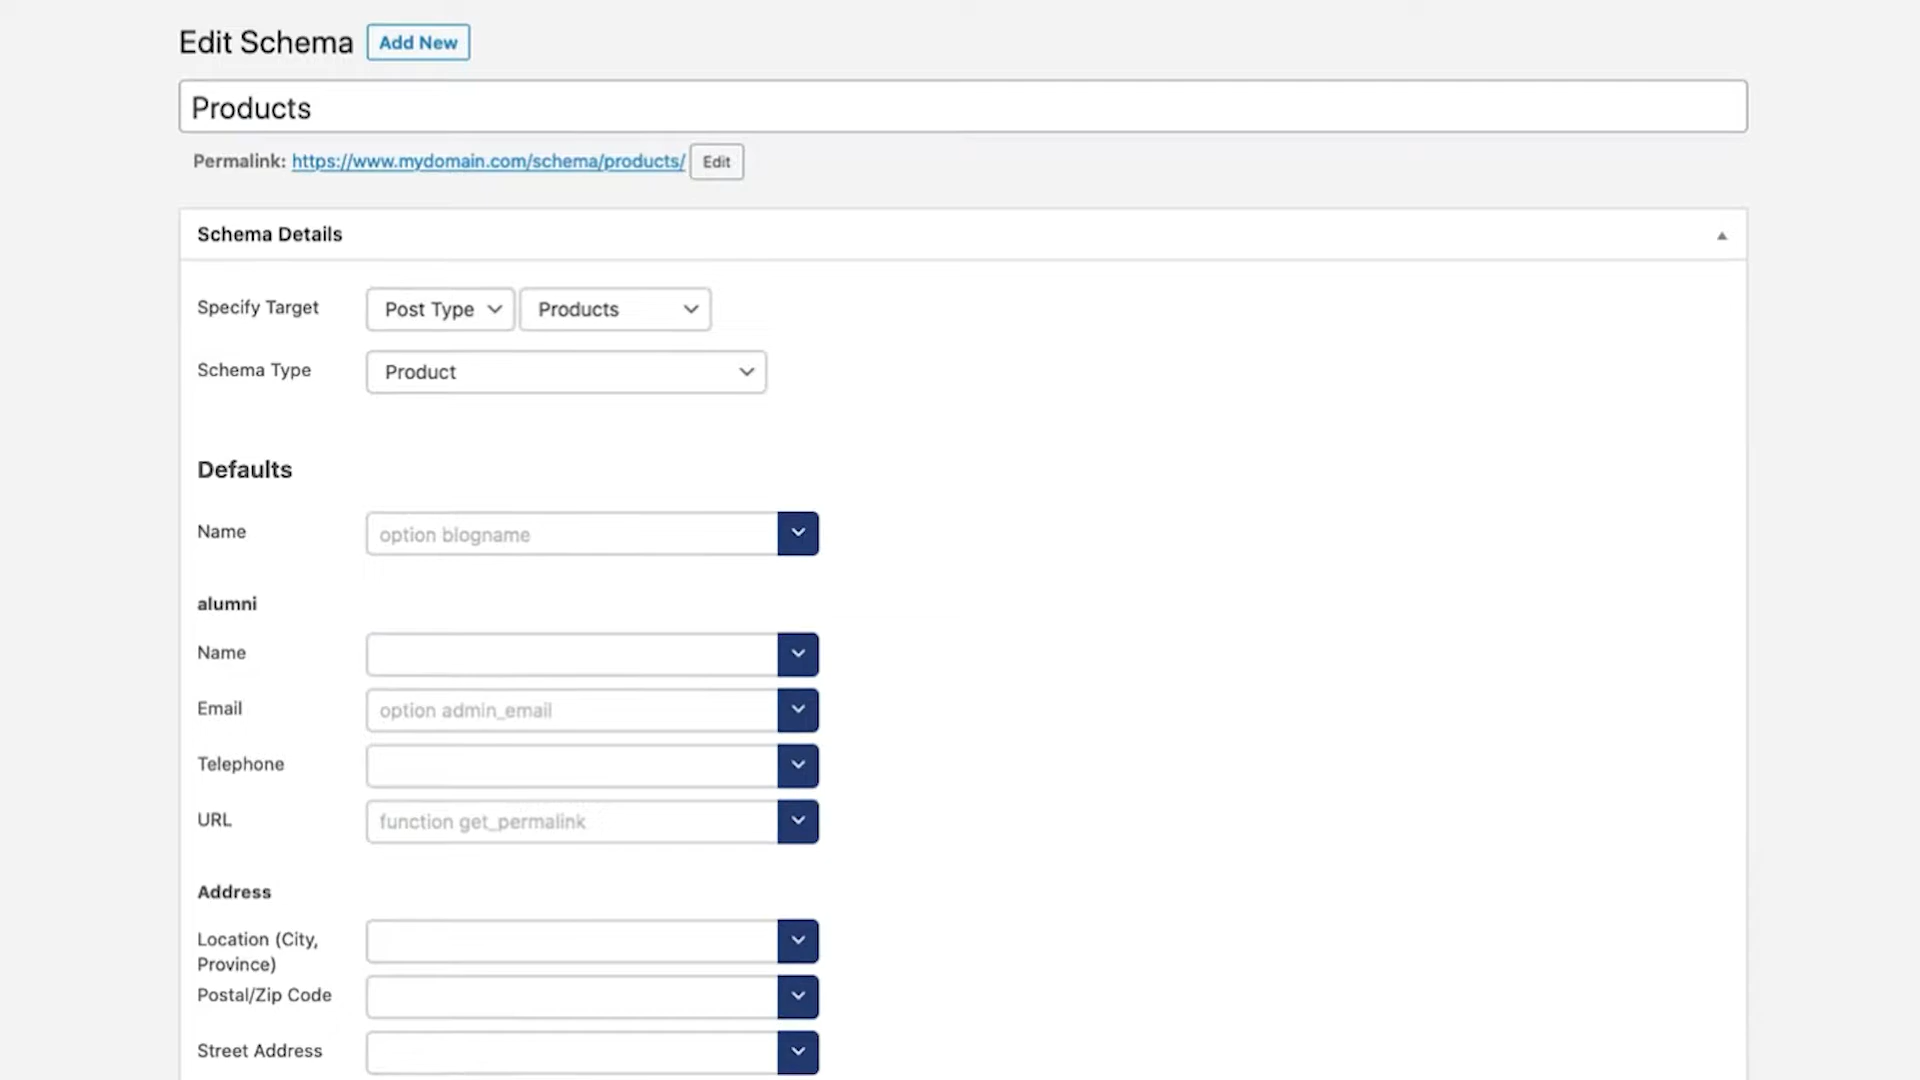 Edit Schema Add New
Products
Permalink: https://www.mydomain.com/schema/products/ Edit
Schema Details
Specify Target Post Type Products
Schema Type Product
Defaults
Name option blogname
alumni
Name
Email option admin_email
Telephone
URL function get_permalink
Address
Location (City,
Province)
Postal/Zip Code
Street Address